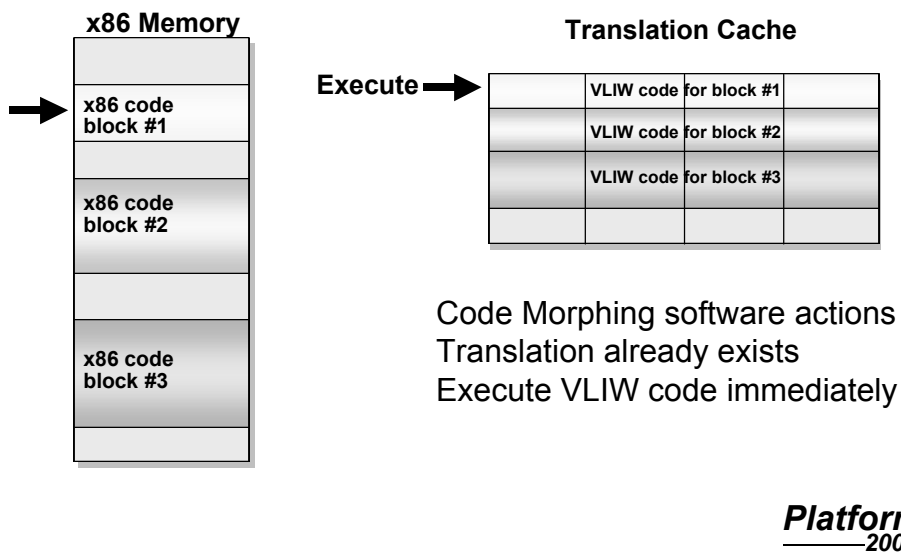 x86 Memory
x86 code
block #1
x86 code
block #2
x86 code
block #3
Translation Cache
Execute
VLIW code for block #1
VLIW code for block #2
VLIW code for block #3
Code Morphing software actions
Translation already exists
Execute VLIW code immediately